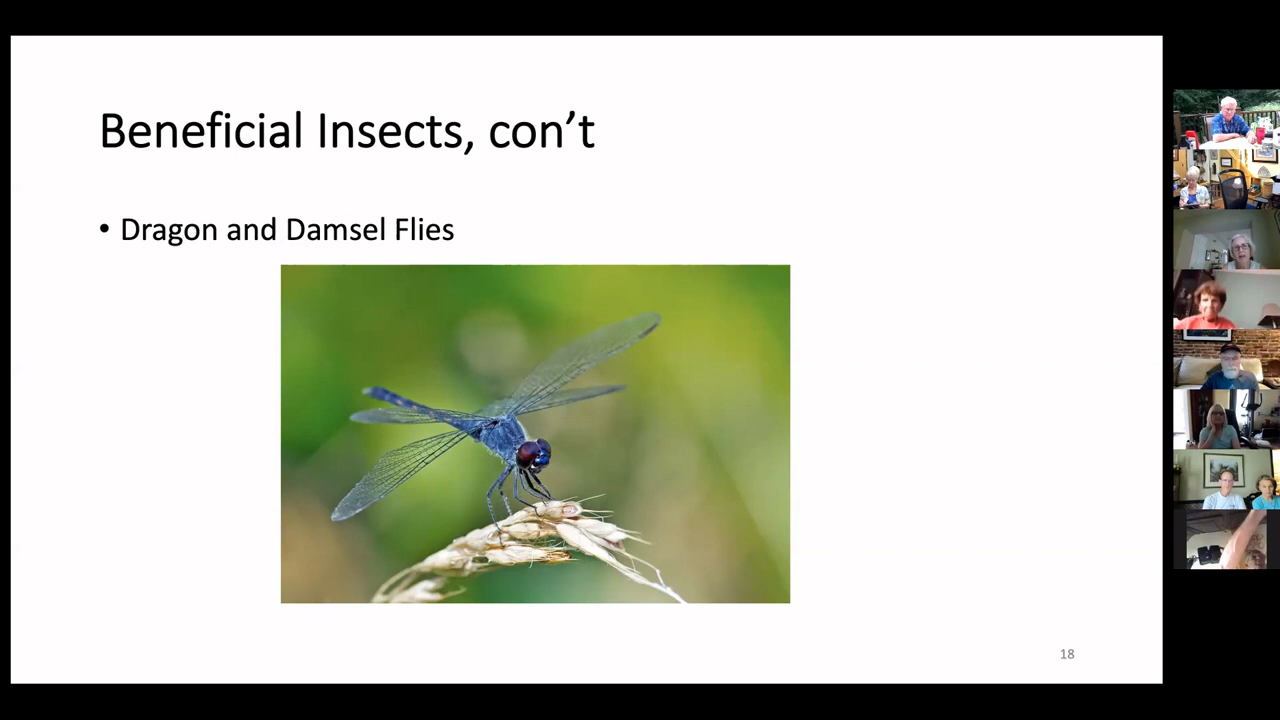 Beneficial Insects, con’t
• Dragon and Damsel Flies
18